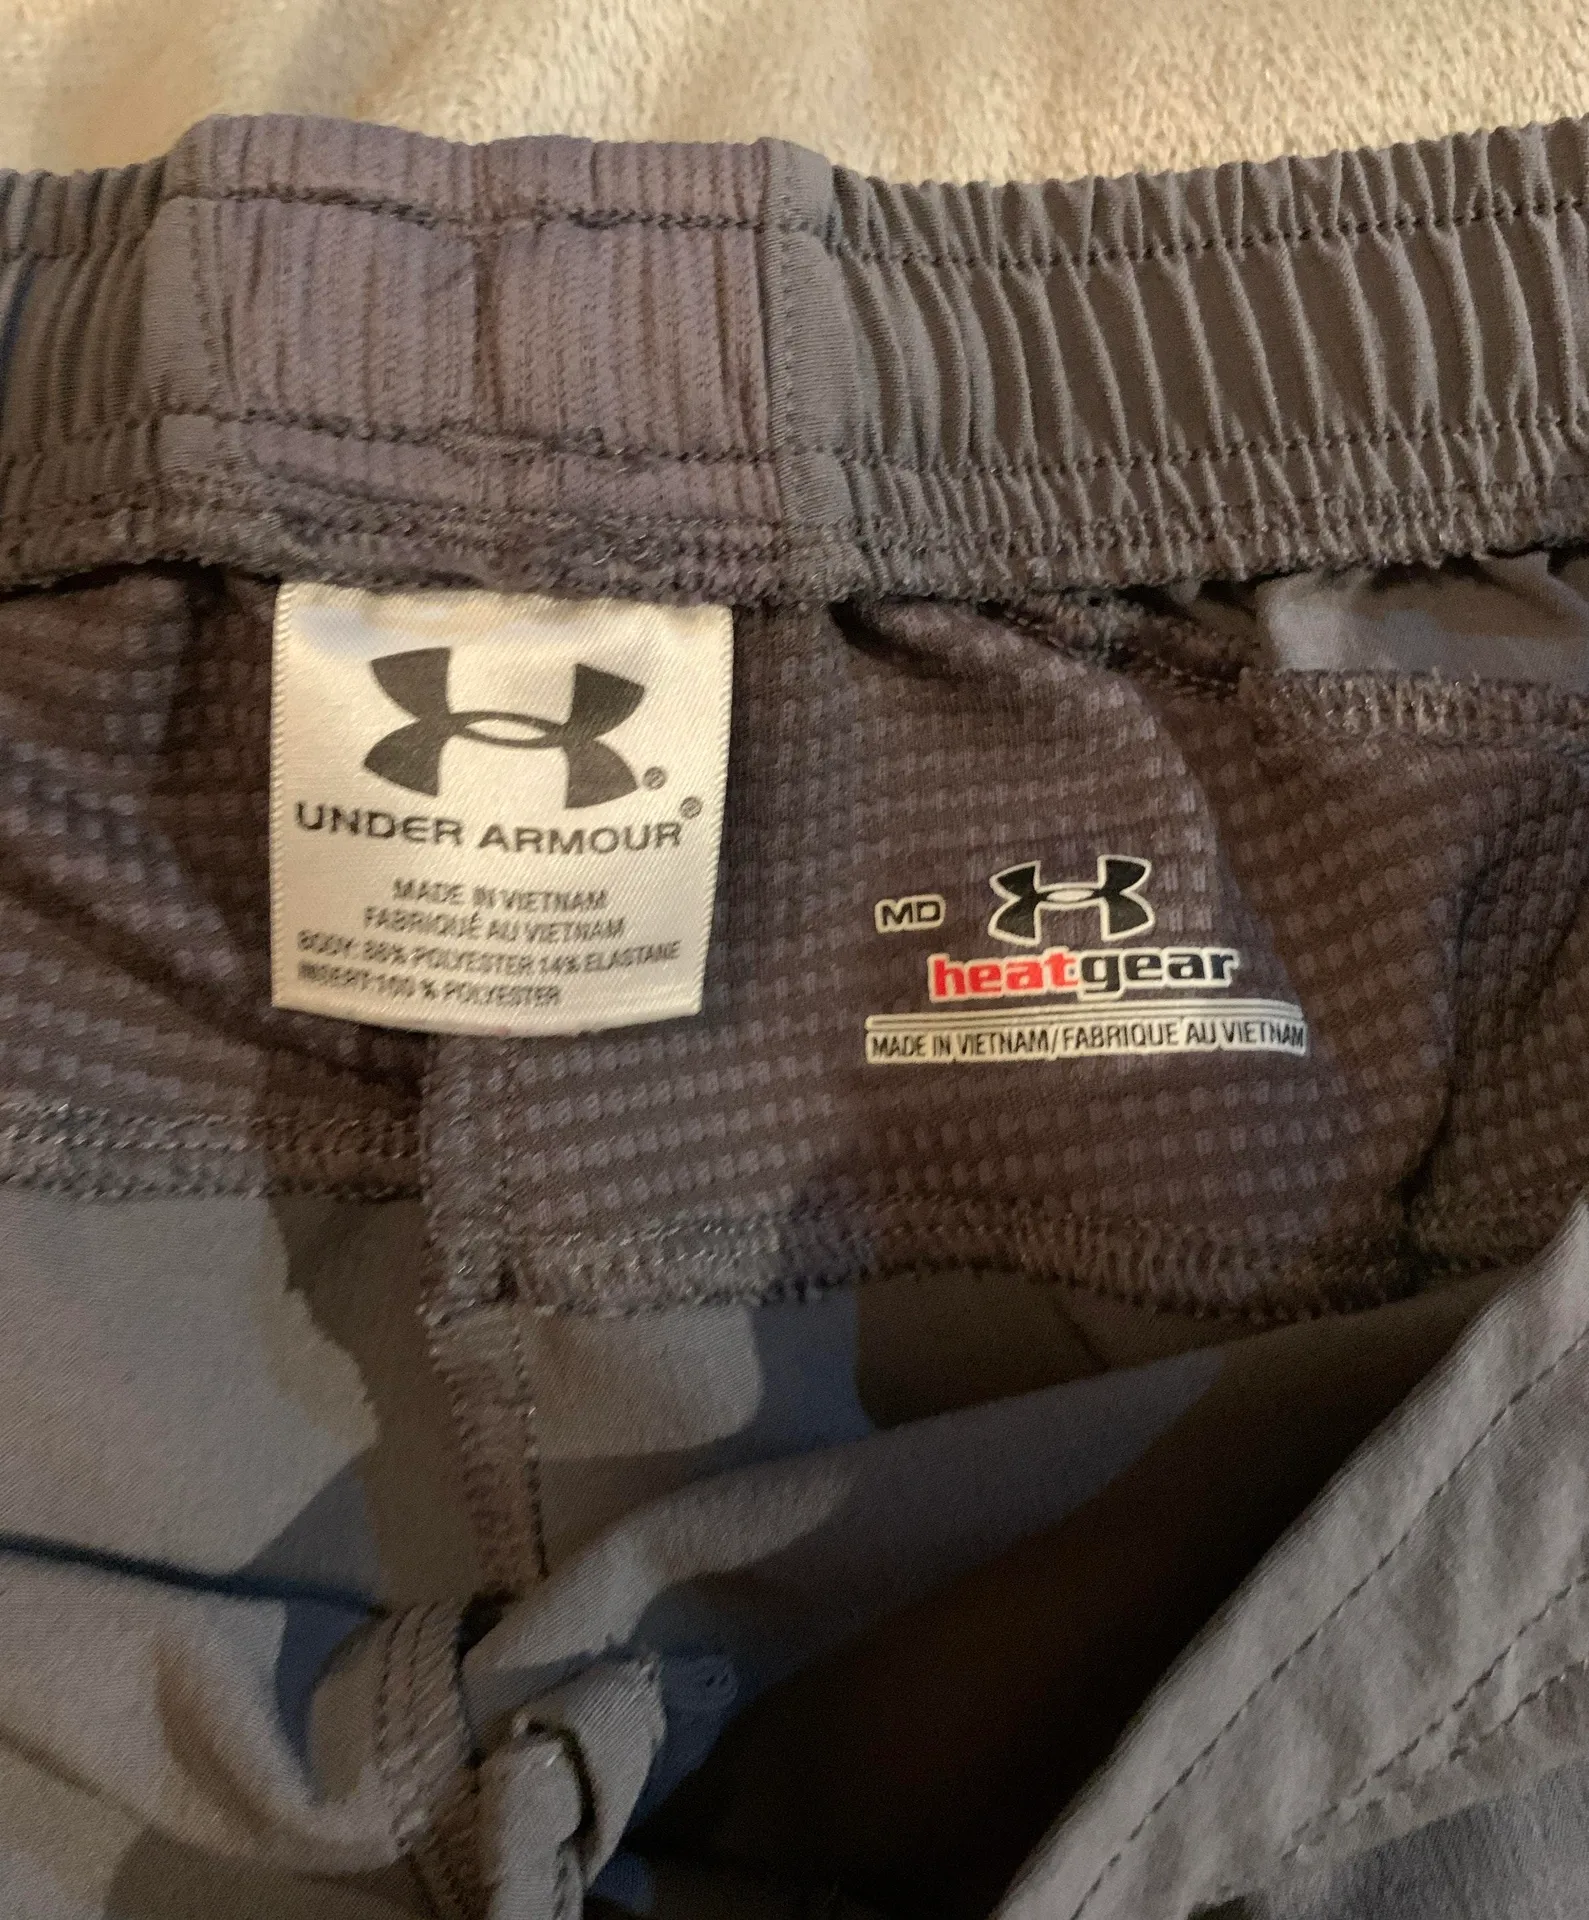 UNDER ARMOUR®
MADE IN VIETNAM
FABRIQUÉ AU VIETNAM
BODY: 86% POLYESTER 14% ELASTANE
INSERT: 100 % POLYESTER
MD
heatgear
MADE IN VIETNAM/FABRIQUE AU VIETNAM